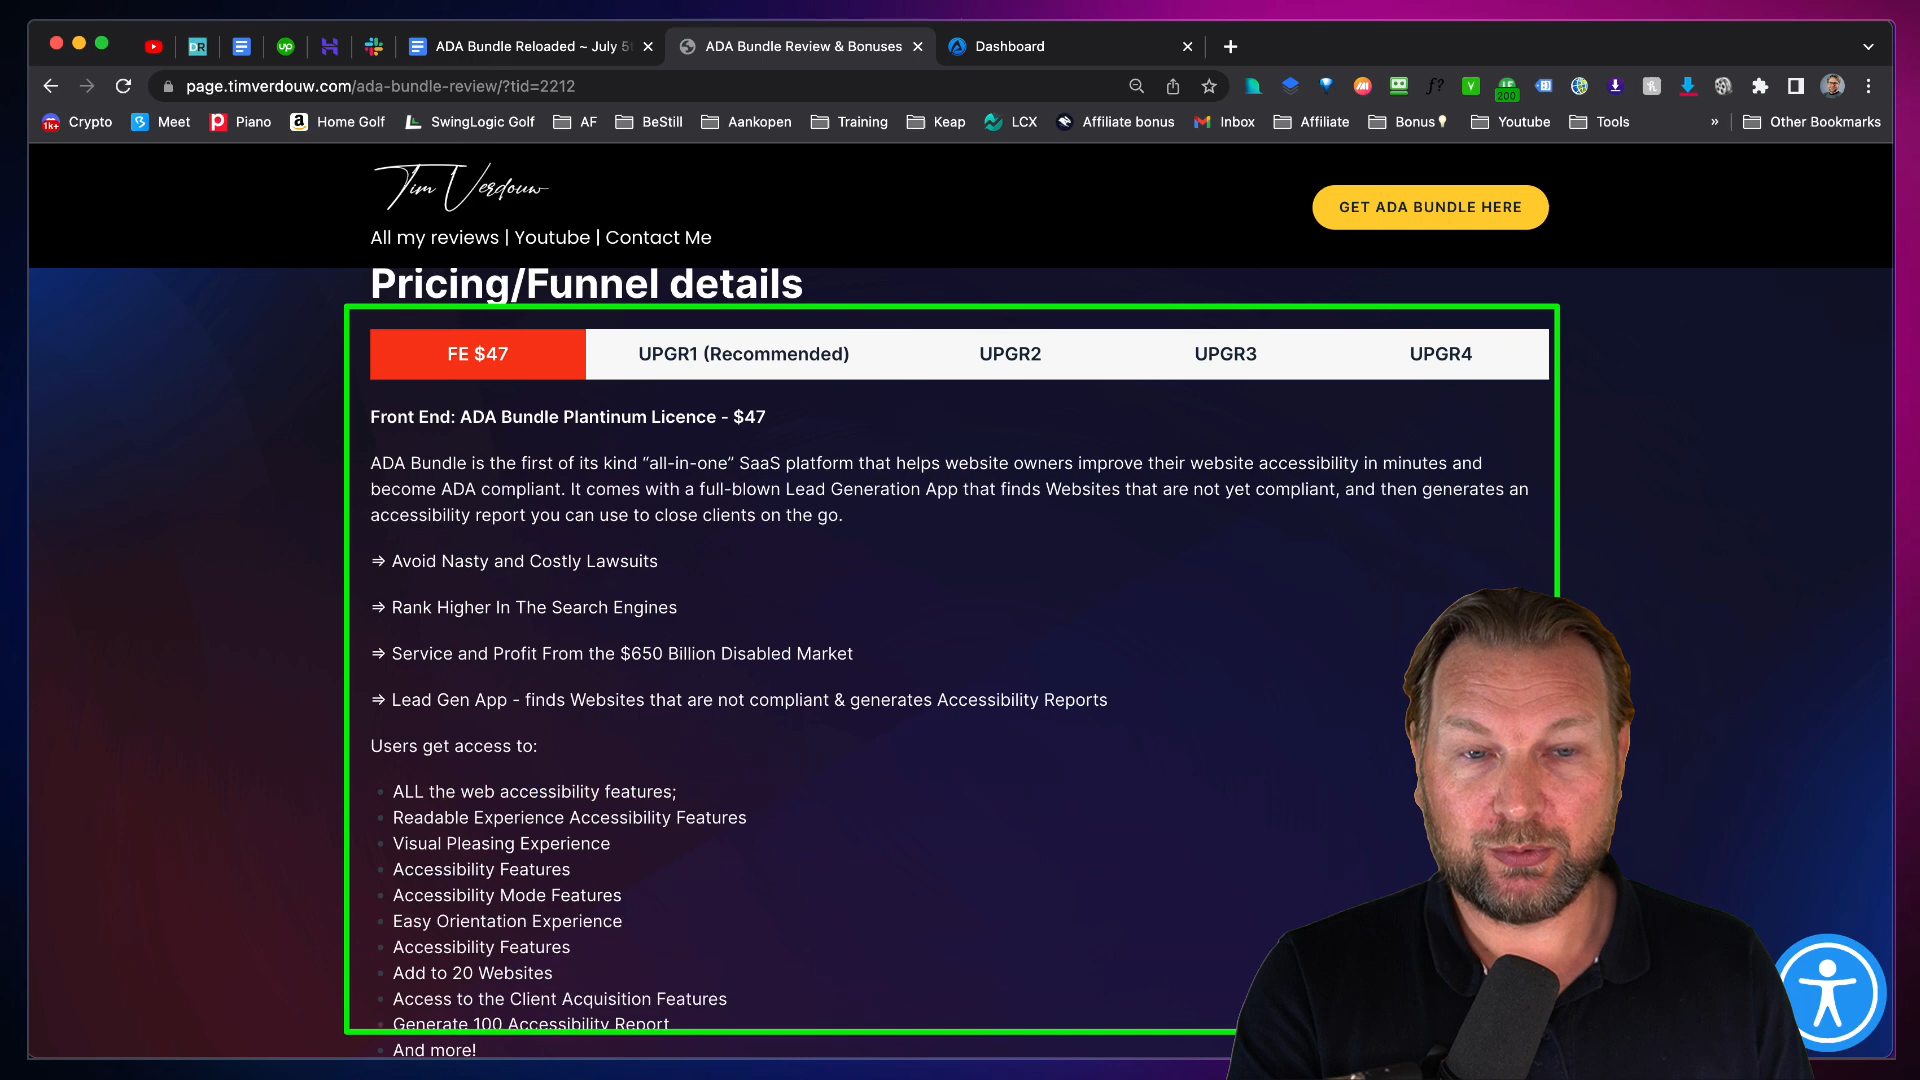 ADA Bundle Reloaded ~ July 5t
ADA Bundle Review & Bonuses
Dashboard
page.timverdouw.com/ada-bundle-review/?tid=2212
200
Crypto
Meet
Piano
Home Golf
SwingLogic Golf
AF
BeStill
Aankopen
Training
Keap
LCX
Affiliate bonus
Inbox
Affiliate
Bonus
Youtube
Tools
»
Other Bookmarks
Tim Verdouw
GET ADA BUNDLE HERE
All my reviews | Youtube | Contact Me
Pricing/Funnel details
FE $47
UPGR1 (Recommended)
UPGR2
UPGR3
UPGR4
Front End: ADA Bundle Plantinum Licence - $47
ADA Bundle is the first of its kind “all-in-one” SaaS platform that helps website owners improve their website accessibility in minutes and
become ADA compliant. It comes with a full-blown Lead Generation App that finds Websites that are not yet compliant, and then generates an
accessibility report you can use to close clients on the go.
⇒ Avoid Nasty and Costly Lawsuits
⇒ Rank Higher In The Search Engines
⇒ Service and Profit From the $650 Billion Disabled Market
⇒ Lead Gen App - finds Websites that are not compliant & generates Accessibility Reports
Users get access to:
ALL the web accessibility features;
Readable Experience Accessibility Features
Visual Pleasing Experience
Accessibility Features
Accessibility Mode Features
Easy Orientation Experience
Accessibility Features
Add to 20 Websites
Access to the Client Acquisition Features
Generate 100 Accessibility Report
And more!